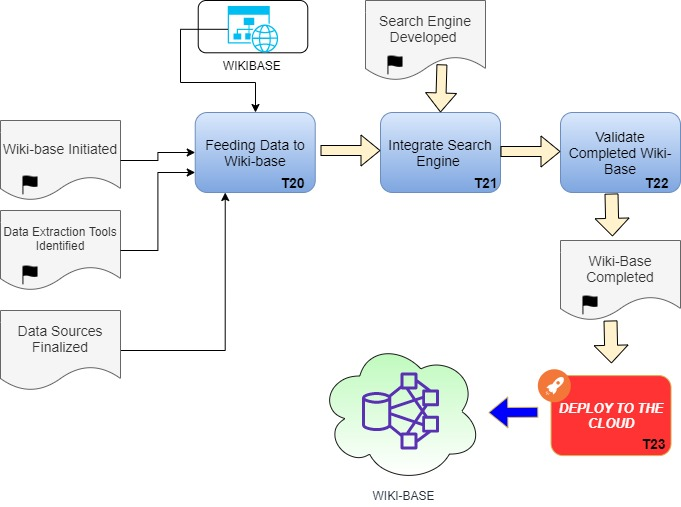 WIKIBASE
Search Engine
Developed
Wiki-base Initiated
Feeding Data to
Wiki-base
T20
Integrate Search
Engine
T21
Validate
Completed Wiki-
Base
T22
Data Extraction Tools
Identified
Wiki-Base
Completed
Data Sources
Finalized
DEPLOY TO THE
CLOUD
T23
WIKI-BASE